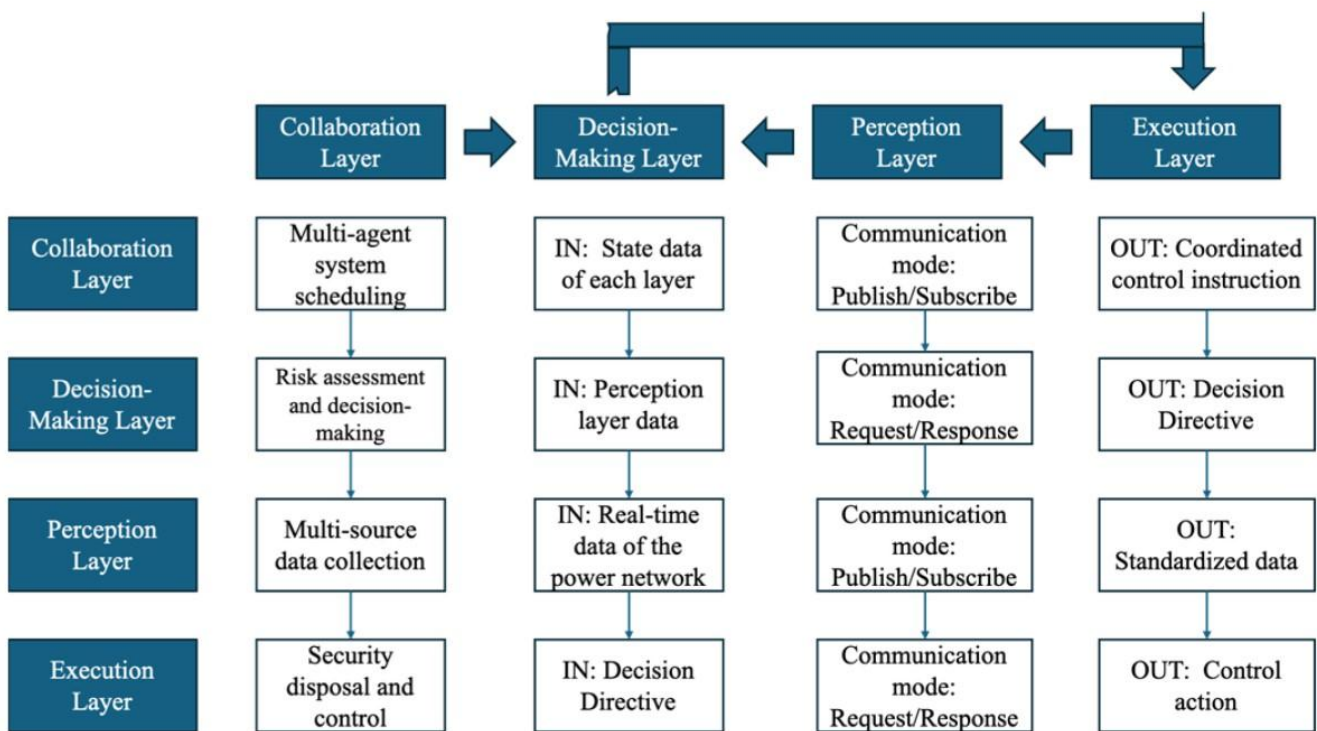 Collaboration
Layer
Decision-
Making Layer
Perception
Layer
Execution
Layer
Collaboration
Layer
Multi-agent
system
scheduling
IN: State data
of each layer
Communication
mode:
Publish/Subscribe
OUT: Coordinated
control instruction
Decision-
Making Layer
Risk assessment
and decision-
making
IN: Perception
layer data
Communication
mode:
Request/Response
OUT: Decision
Directive
Perception
Layer
Multi-source
data collection
IN: Real-time
data of the
power network
Communication
mode:
Publish/Subscribe
OUT:
Standardized data
Execution
Layer
Security
disposal and
control
IN: Decision
Directive
Communication
mode:
Request/Response
OUT: Control
action